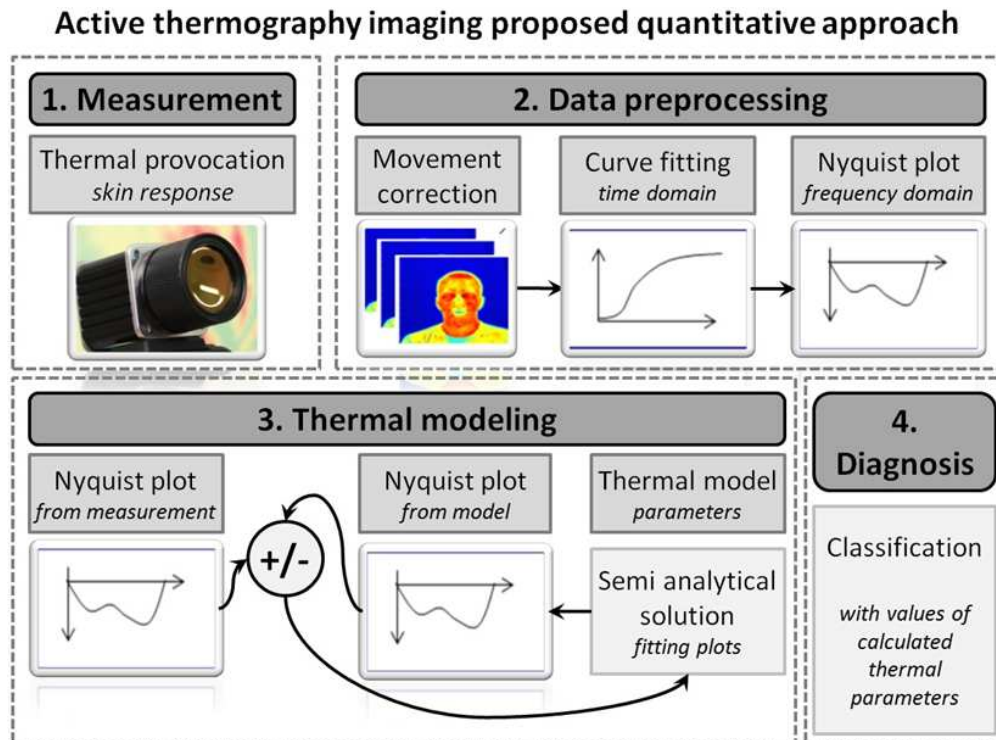 Active thermography imaging proposed quantitative approach
1. Measurement
Thermal provocation
skin response
2. Data preprocessing
Movement
correction
Curve fitting
time domain
Nyquist plot
frequency domain
3. Thermal modeling
Nyquist plot
from measurement
+/-
Nyquist plot
from model
Thermal model
parameters
Semi analytical
solution
fitting plots
4.
Diagnosis
Classification
with values of
calculated
thermal
parameters